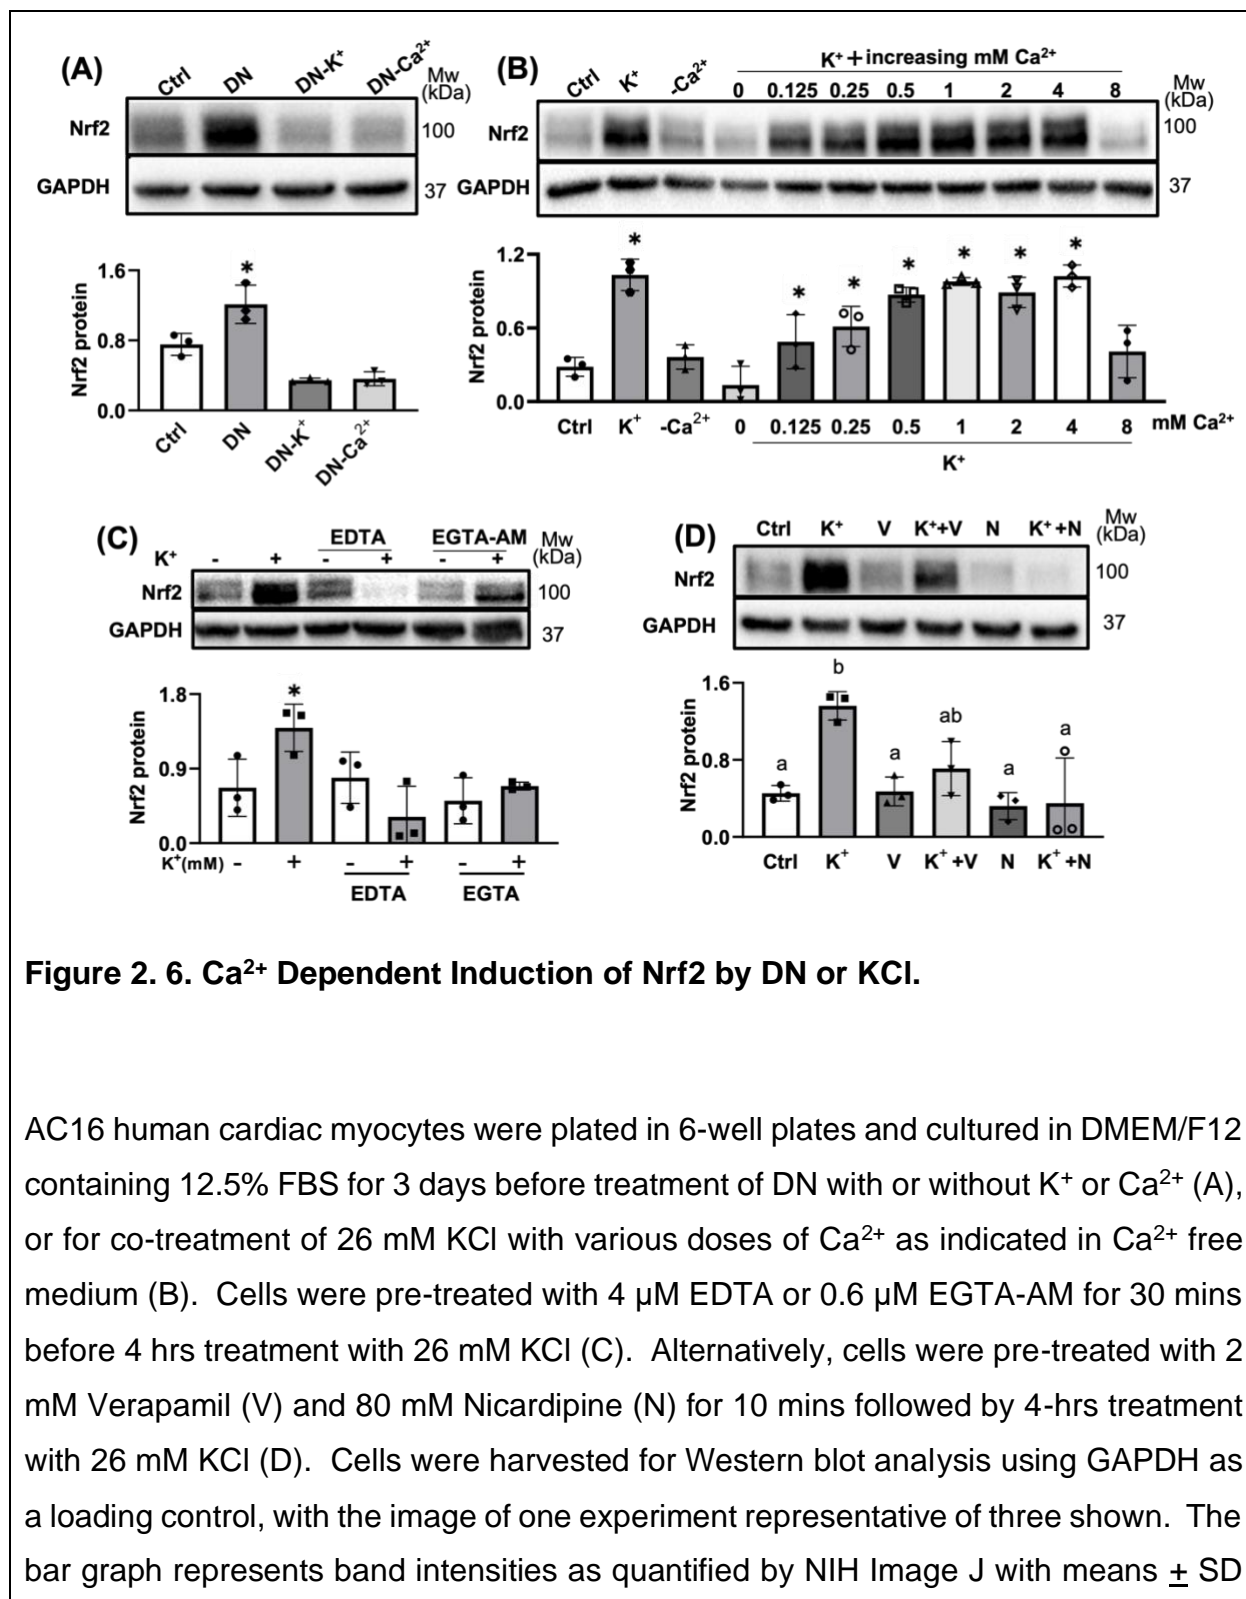 (A)
Ctrl DN DN-K⁺ DN-Ca²⁺ Mw
(kDa)
Nrf2 100
GAPDH 37
Nrf2 protein
1.6
0.8
0.0
*
Ctrl DN DN-K⁺ DN-Ca²⁺
(B)
Ctrl K⁺ -Ca²⁺ K⁺+increasing mM Ca²⁺ Mw
(kDa)
0 0.125 0.25 0.5 1 2 4 8
Nrf2 100
GAPDH 37
Nrf2 protein
1.2
0.6
0.0
* * * * * * *
Ctrl K⁺ -Ca²⁺ 0 0.125 0.25 0.5 1 2 4 8 mM Ca²⁺
K⁺
(C)
EDTA EGTA-AM Mw
(kDa)
K⁺ - + - + - +
Nrf2 100
GAPDH 37
Nrf2 protein
1.8
0.9
0.0
*
K⁺(mM) - + - + - +
EDTA EGTA
(D)
Ctrl K⁺ V K⁺+V N K⁺+N Mw
(kDa)
Nrf2 100
GAPDH 37
Nrf2 protein
1.6
0.8
0.0
a b a ab a a
Ctrl K⁺ V K⁺+V N K⁺+N
Figure 2. 6. Ca²⁺ Dependent Induction of Nrf2 by DN or KCl.
AC16 human cardiac myocytes were plated in 6-well plates and cultured in DMEM/F12
containing 12.5% FBS for 3 days before treatment of DN with or without K⁺ or Ca²⁺ (A),
or for co-treatment of 26 mM KCl with various doses of Ca²⁺ as indicated in Ca²⁺ free
medium (B). Cells were pre-treated with 4 µM EDTA or 0.6 µM EGTA-AM for 30 mins
before 4 hrs treatment with 26 mM KCl (C). Alternatively, cells were pre-treated with 2
mM Verapamil (V) and 80 mM Nicardipine (N) for 10 mins followed by 4-hrs treatment
with 26 mM KCl (D). Cells were harvested for Western blot analysis using GAPDH as
a loading control, with the image of one experiment representative of three shown. The
bar graph represents band intensities as quantified by NIH Image J with means ± SD